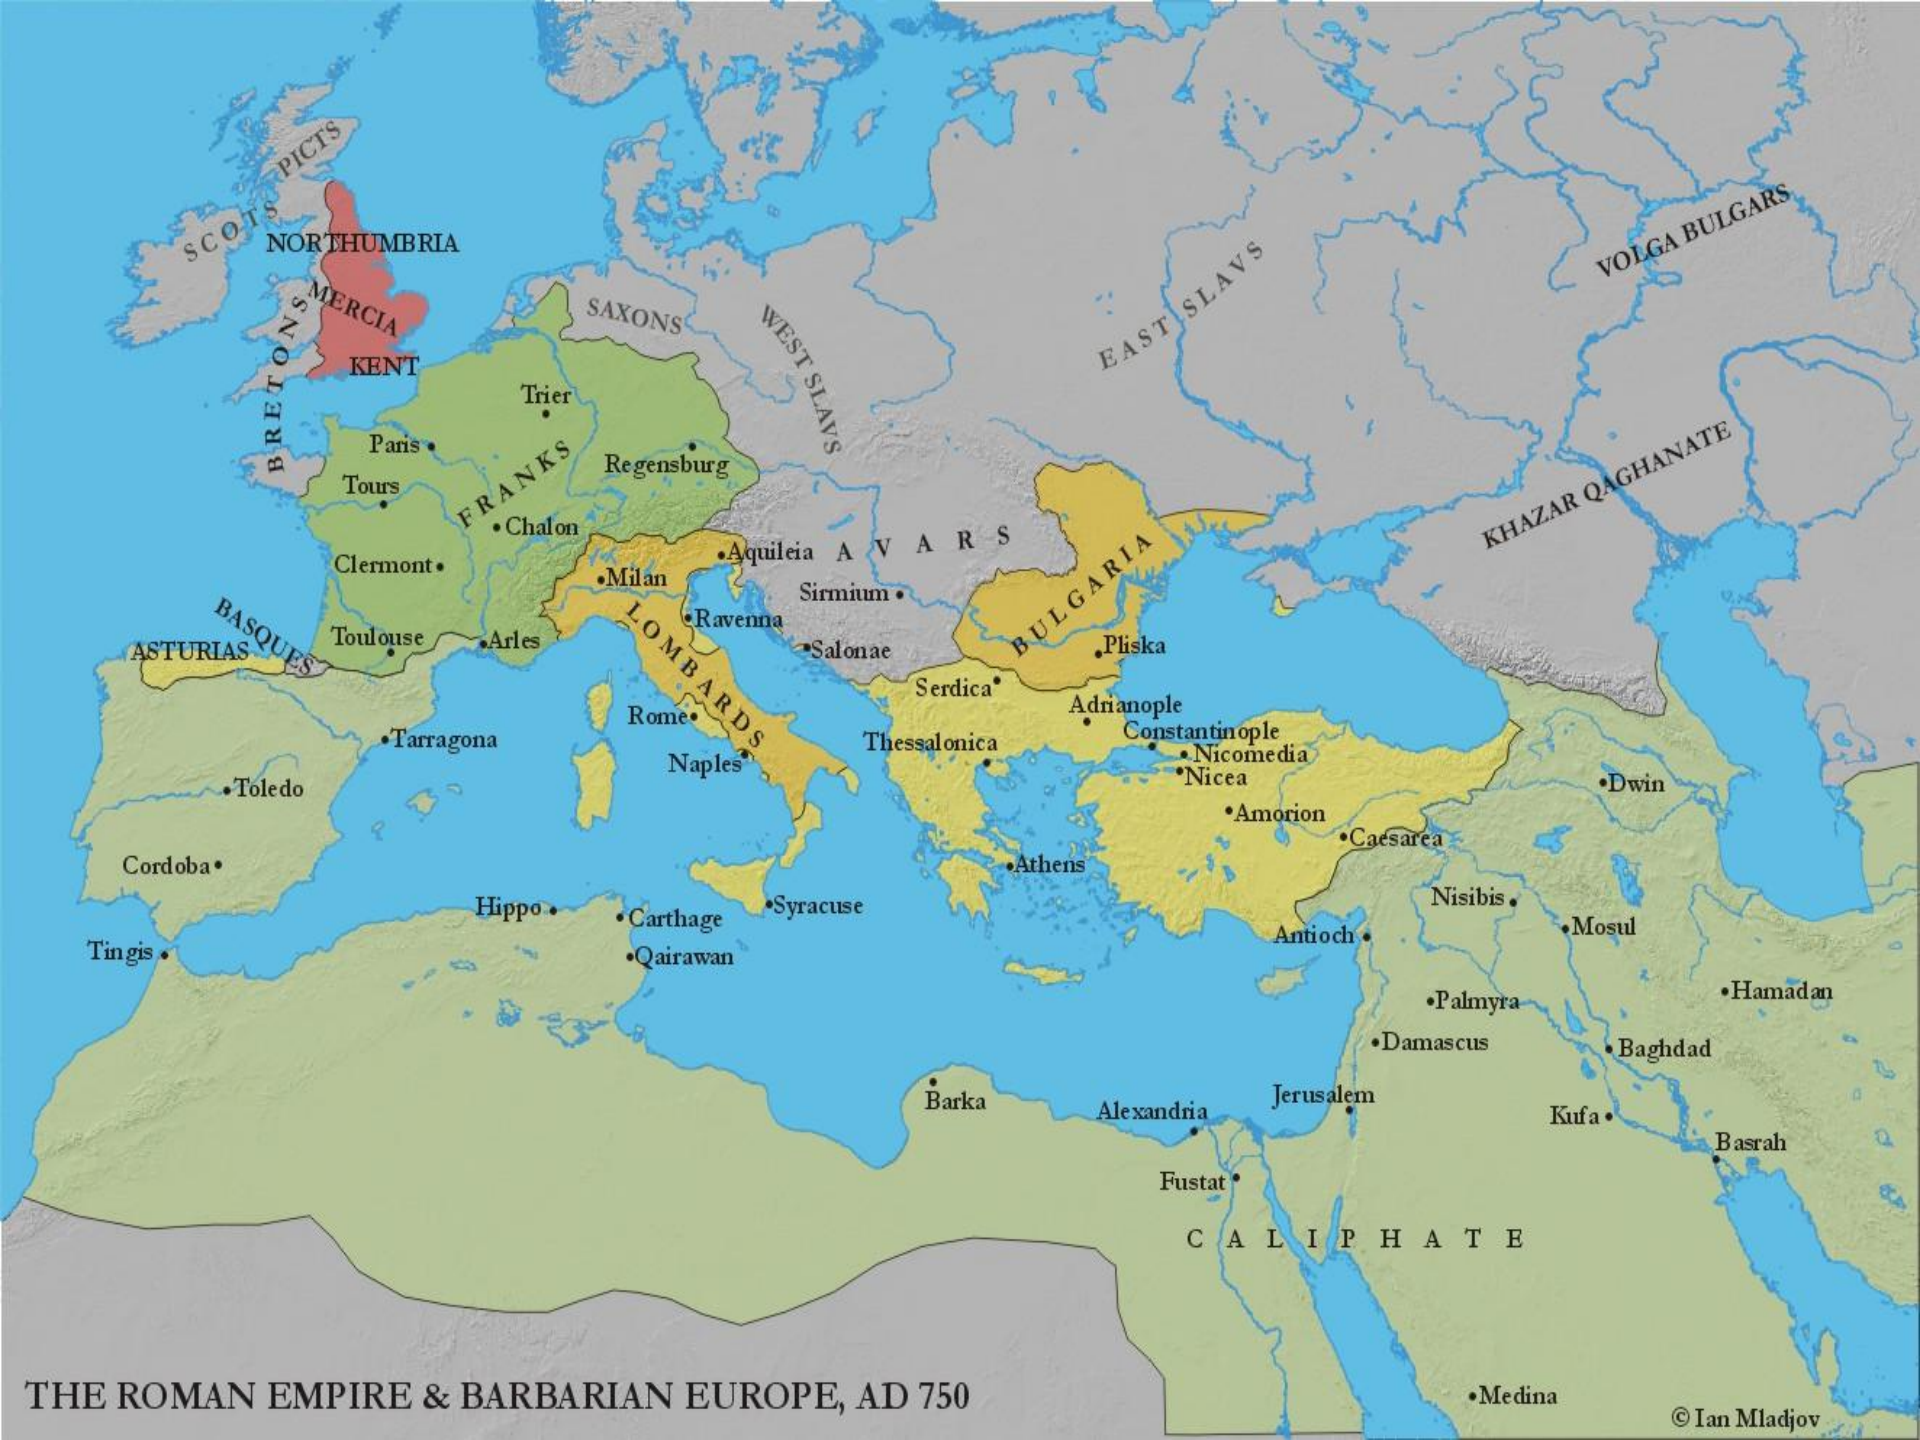 PICTS
SCOTS
NORTHUMBRIA
MERCIA
KENT
BRETONS
SAXONS
WEST SLAVS
EAST SLAVS
VOLGA BULGARS
KHAZAR QAGHANATE
Trier
Paris
FRANKS
Regensburg
Tours
Chalon
Clermont
Toulouse
Arles
BASQUES
ASTURIAS
Aquileia
AVARS
Milan
Sirmium
LOMBARDS
Ravenna
Salonae
BULGARIA
Pliska
Serdica
Adrianople
Rome
Constantinople
Thessalonica
Nicomedia
Naples
Nicea
Tarragona
Toledo
Dwin
Amorion
Caesarea
Cordoba
Athens
Nisibis
Hippo
Carthage
Syracuse
Mosul
Antioch
Tingis
Qairawan
Palmyra
Hamadan
Damascus
Baghdad
Barka
Alexandria
Jerusalem
Kufa
Basrah
Fustat
CALIPHATE
THE ROMAN EMPIRE & BARBARIAN EUROPE, AD 750
Medina
© Ian Mladjov